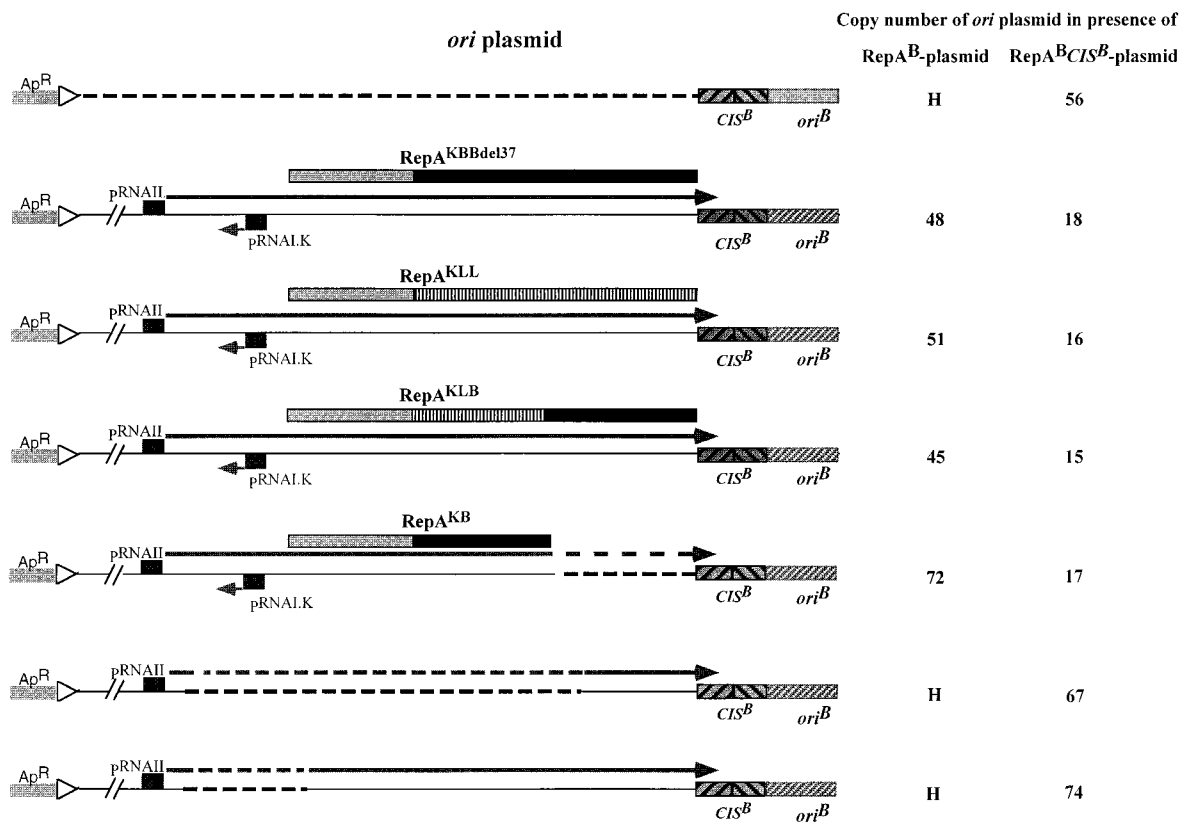 Copy number of ori plasmid in presence of
ori plasmid
RepAB-plasmid RepABCISB-plasmid
ApR
CISB oriB
H 56
RepAKBBdel37
ApR pRNAII
pRNAI.K
CISB oriB
48 18
RepAKLL
ApR pRNAII
pRNAI.K
CISB oriB
51 16
RepAKLB
ApR pRNAII
pRNAI.K
CISB oriB
45 15
RepAKB
ApR pRNAII
pRNAI.K
CISB oriB
72 17
ApR pRNAII
CISB oriB
H 67
ApR pRNAII
CISB oriB
H 74